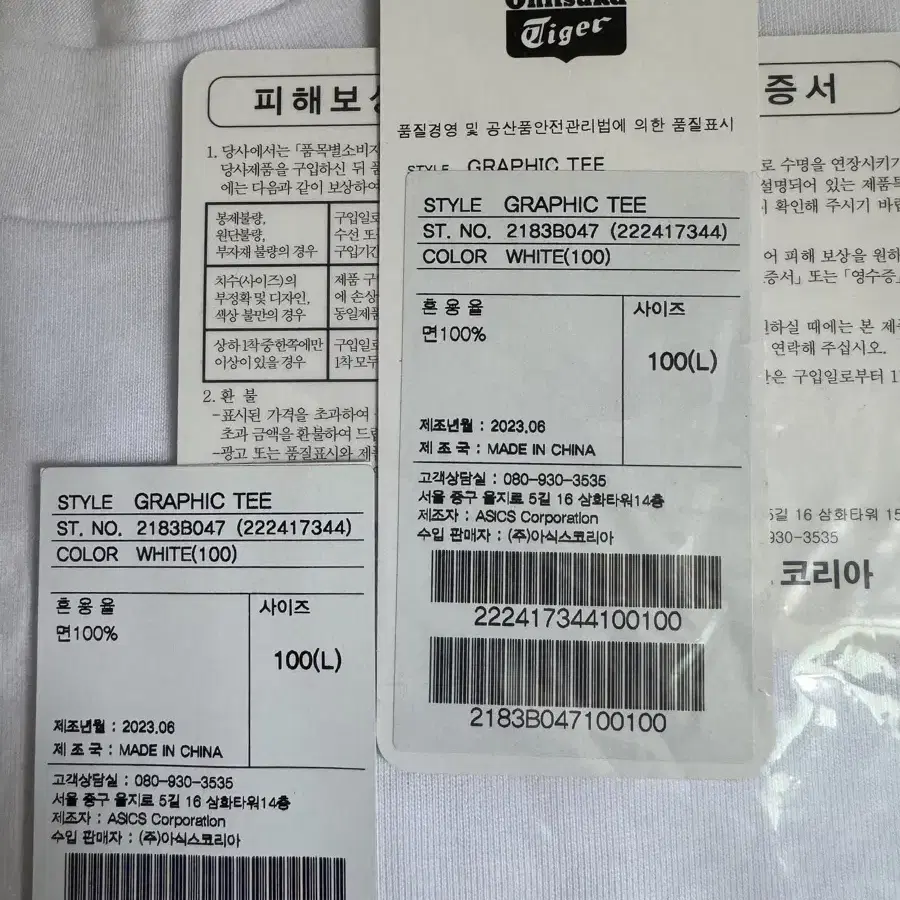 Tiger
품질경영 및 공산품안전관리법에 의한 품질표시
STYLE GRAPHIC TEE
STYLE GRAPHIC TEE
ST. NO. 2183B047 (222417344)
COLOR WHITE(100)
혼 용 율
면100%
사이즈
100(L)
제조년월 : 2023.06
제 조 국 : MADE IN CHINA
고객상담실 : 080-930-3535
서울 중구 을지로 5길 16 삼화타워14층
제조자 : ASICS Corporation
수입 판매자 : (주)아식스코리아
222417344100100
2183B047100100
피해보상
1. 당사에서는 「품목별소비자
당사제품을 구입하신 뒤
에는 다음과 같이 보상하여
봉제불량,
원단불량,
부자재 불량의 경우
구입일로
수선 또는
구입기간
치수(사이즈)의
부정확 및 디자인,
색상 불만의 경우
제품 구
에 손상
동일제품
상하 1착 중 한쪽에만
이상이 있을 경우
구입일로
1착 모두
2. 환 불
-표시된 가격을 초과하여
초과 금액을 환불하여 드립
-광고 또는 품질표시와 제품
증서
로 수명을 연장시키기
설명되어 있는 제품특
확인해 주시기 바랍
어 피해 보상을 원하
증서」 또는 「영수증」
원하실 때에는 본 제품
연락해 주십시오.
은 구입일로부터 1
5길 16 삼화타워 15
930-3535
코리아
STYLE GRAPHIC TEE
ST. NO. 2183B047 (222417344)
COLOR WHITE(100)
혼 용 율
면100%
사이즈
100(L)
제조년월 : 2023.06
제 조 국 : MADE IN CHINA
고객상담실 : 080-930-3535
서울 중구 을지로 5길 16 삼화타워14층
제조자 : ASICS Corporation
수입 판매자 : (주)아식스코리아